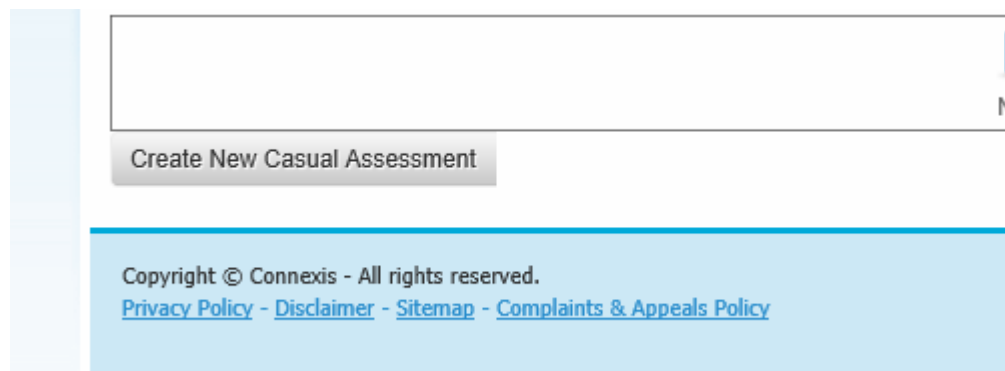 Create New Casual Assessment
Copyright © Connexis - All rights reserved.
Privacy Policy - Disclaimer - Sitemap - Complaints & Appeals Policy